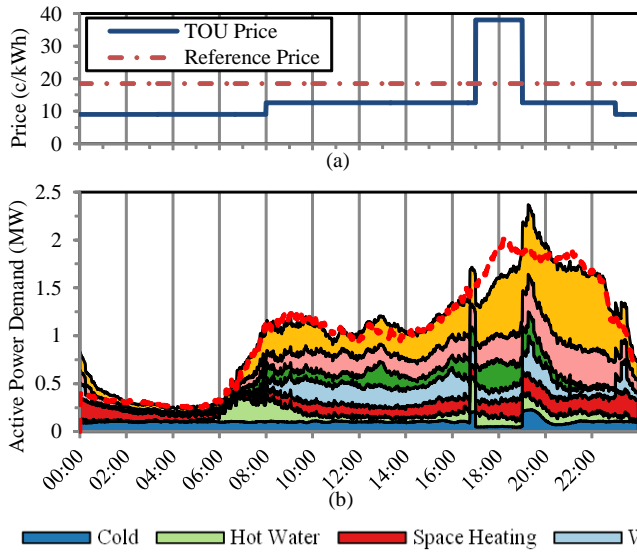 40
30
20
10
0
Price (c/kWh)
TOU Price
Reference Price
(a)
2.5
2
1.5
1
0.5
0
Active Power Demand (MW)
00:00 02:00 04:00 06:00 08:00 10:00 12:00 14:00 16:00 18:00 20:00 22:00
(b)
Cold Hot Water Space Heating